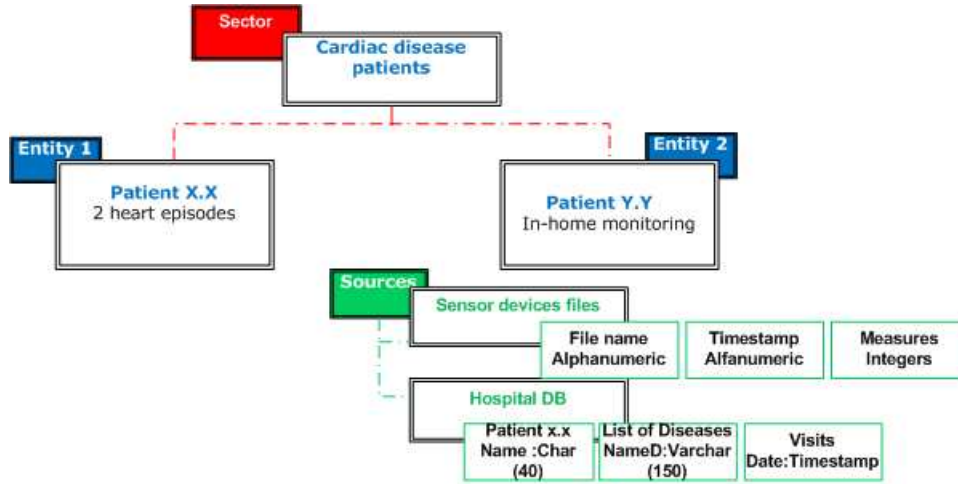 Sector
Cardiac disease
patients
Entity 1
Patient X.X
2 heart episodes
Entity 2
Patient Y.Y
In-home monitoring
Sources
Sensor devices files
File name
Alphanumeric
Timestamp
Alfanumeric
Measures
Integers
Hospital DB
Patient x.x
Name :Char
(40)
List of Diseases
NameD:Varchar
(150)
Visits
Date:Timestamp